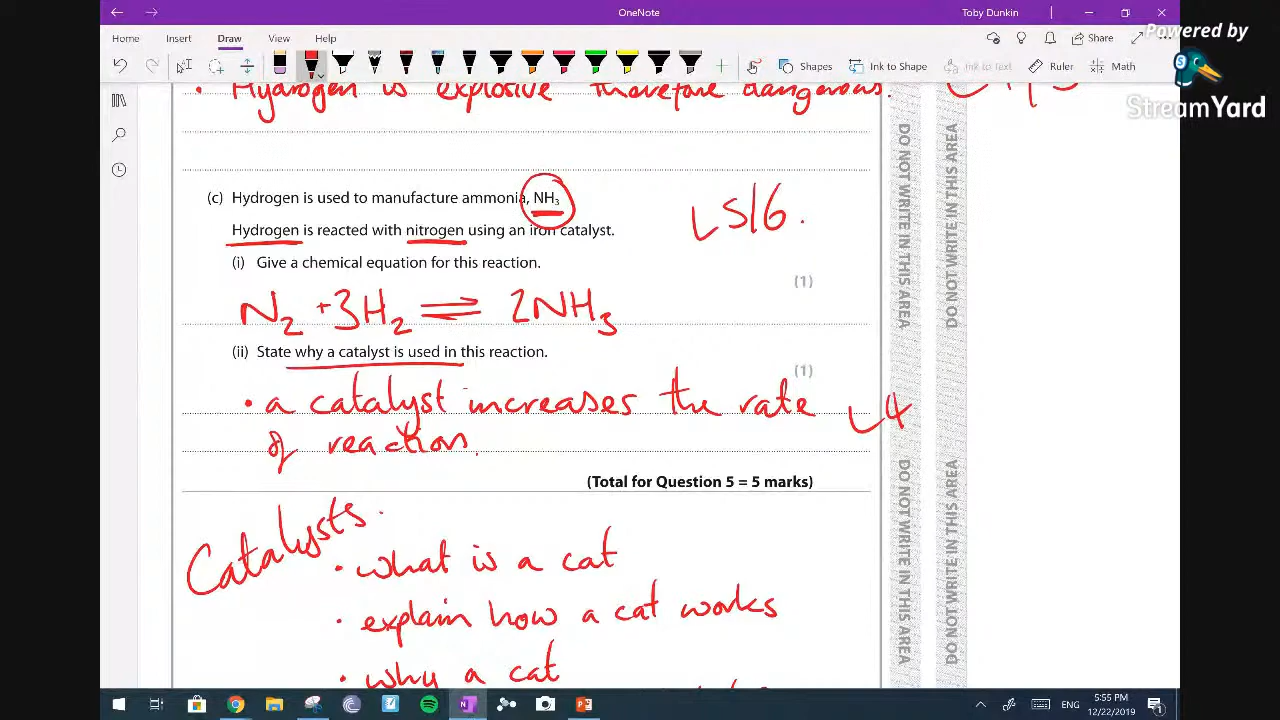 OneNote
Toby Dunkin
Powered by
StreamYard
Home Insert Draw View Help
Share
Shapes Ink to Shape Ink to Text Ruler Math
• Hydrogen is explosive therefore dangerous.
(c) Hydrogen is used to manufacture ammonia, NH₃
Hydrogen is reacted with nitrogen using an iron catalyst.
5/6.
(i) Give a chemical equation for this reaction.
(1)
N₂ + 3H₂ ⇌ 2NH₃
(ii) State why a catalyst is used in this reaction.
(1)
• a catalyst increases the rate
4
of reaction.
(Total for Question 5 = 5 marks)
Catalysts.
• what is a cat
• explain how a cat works
• why a cat
DO NOT WRITE IN THIS AREA
DO NOT WRITE IN THIS AREA
DO NOT WRITE IN THIS AREA
DO NOT WRITE IN THIS AREA
ENG
5:55 PM
12/22/2019